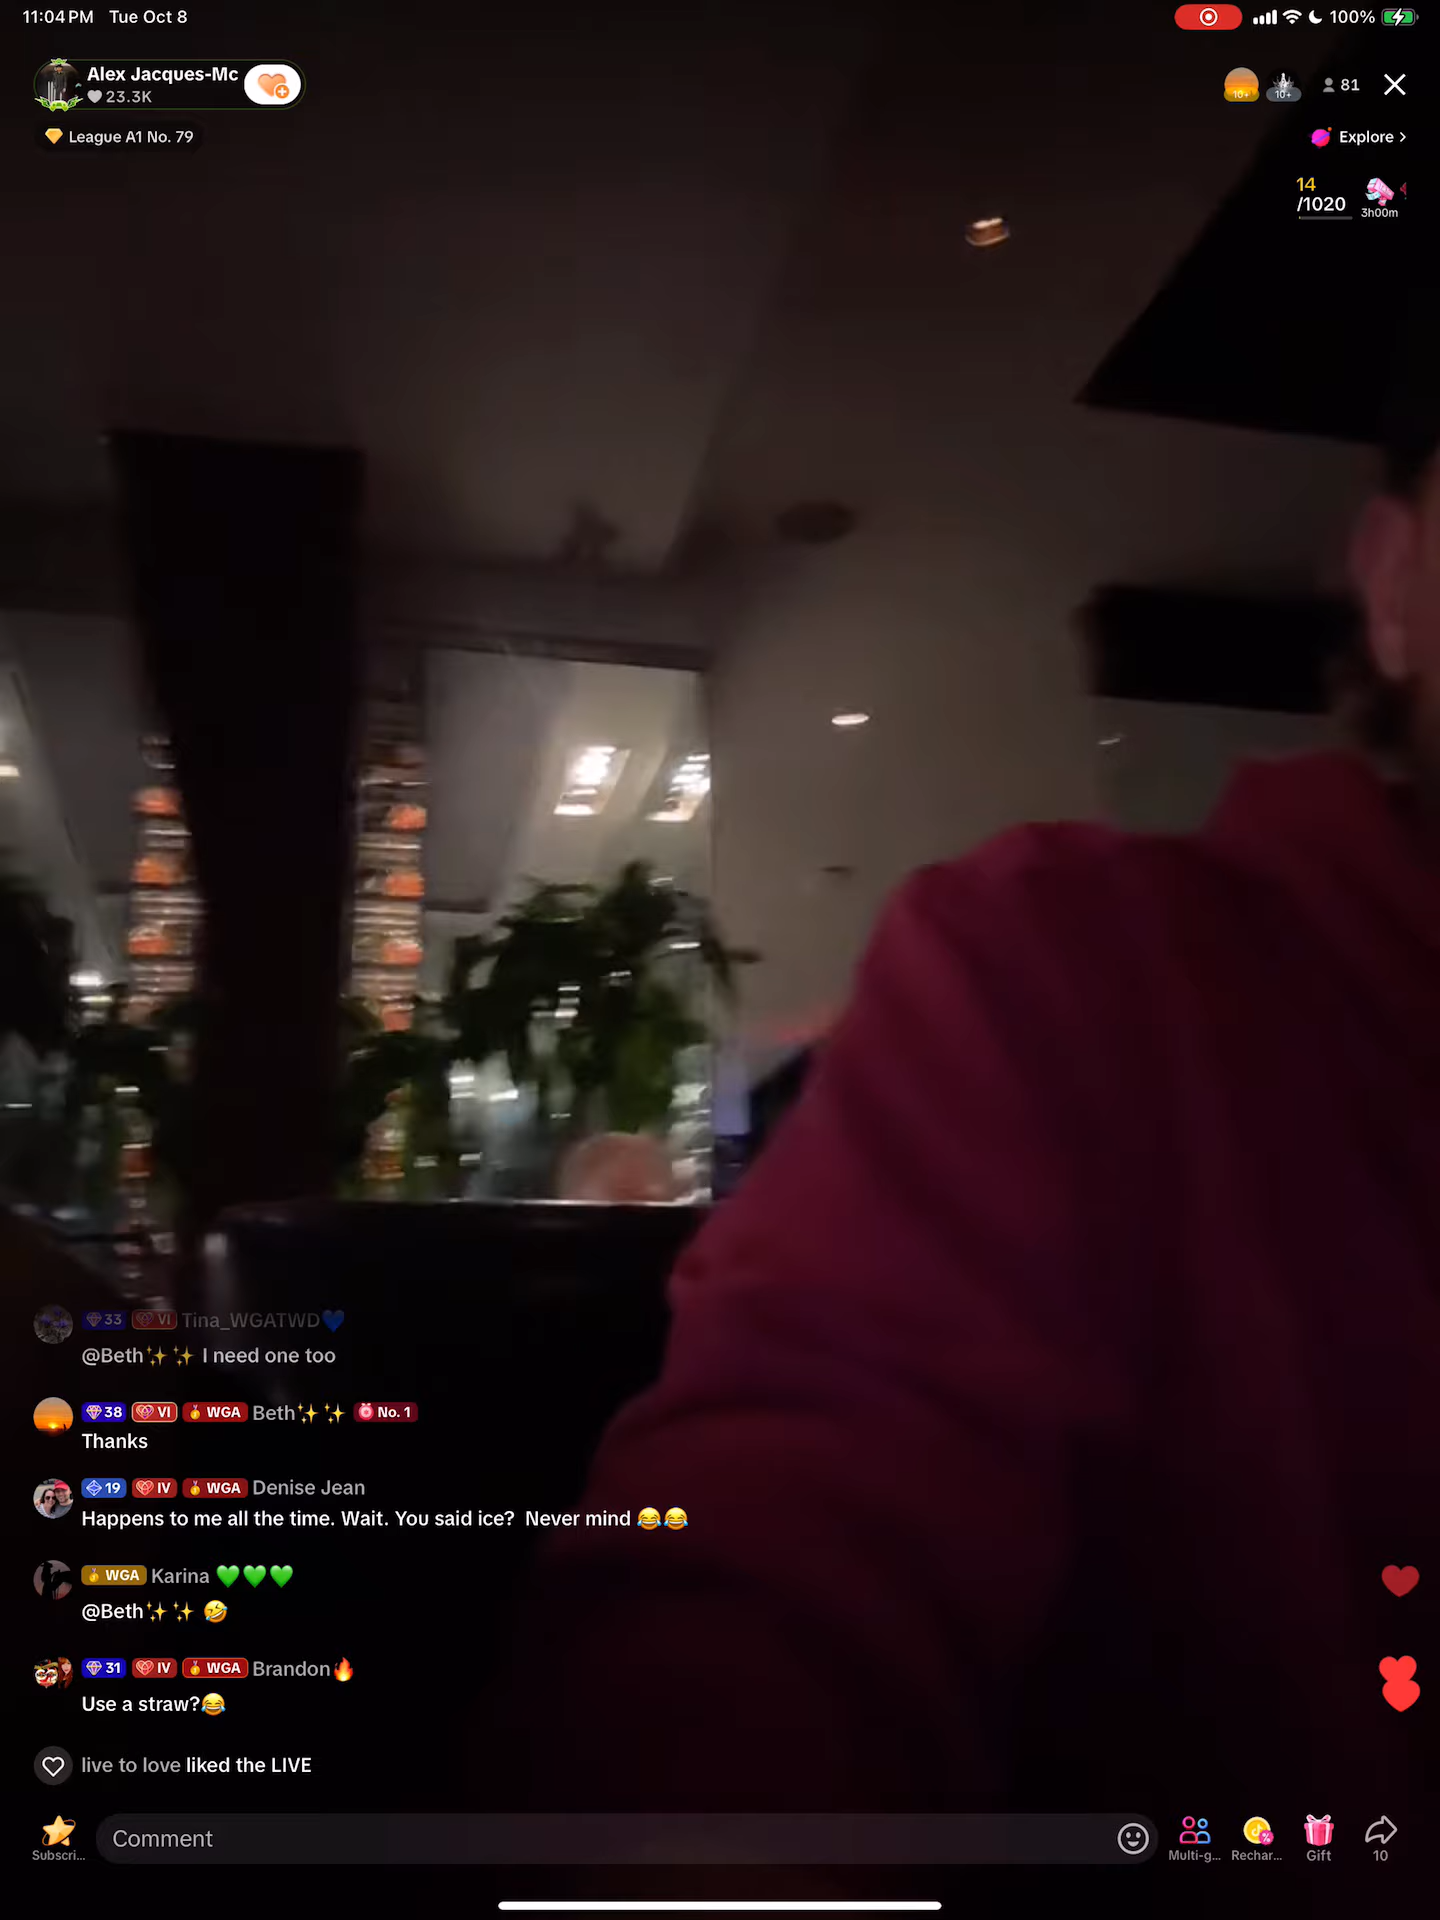 11:04 PM Tue Oct 8
100%
Alex Jacques-Mc
23.3K
10+
10+
81
League A1 No. 79
Explore >
14
/1020
3h00m
33 VI Tina_WGATWD💙
@Beth✨✨ I need one too
38 VI WGA Beth✨✨ No. 1
Thanks
19 IV WGA Denise Jean
Happens to me all the time. Wait. You said ice? Never mind 😂😂
WGA Karina 💚💚💚
@Beth✨✨ 🤣
31 IV WGA Brandon🔥
Use a straw?😂
live to love liked the LIVE
Comment
Subscri...
Multi-g...
Rechar...
Gift
10